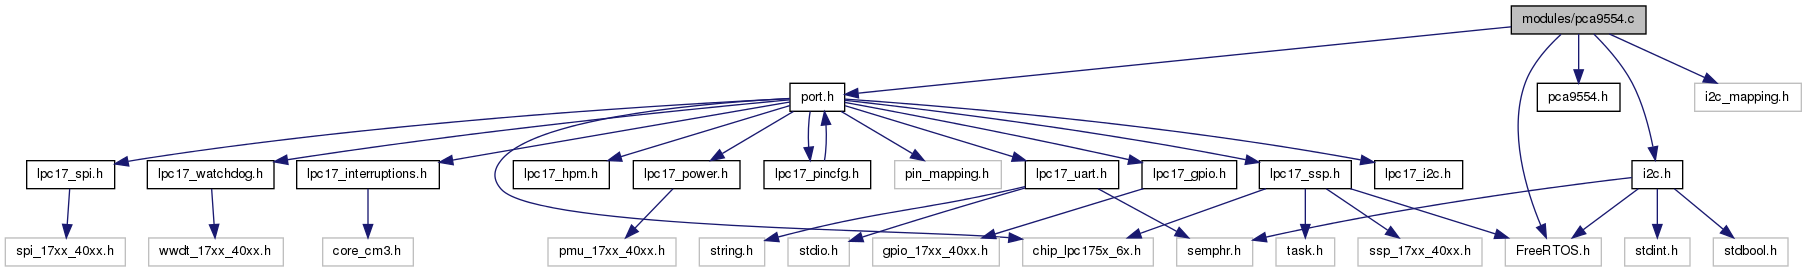 modules/pca9554.c
port.h
pca9554.h
i2c_mapping.h
lpc17_spi.h
lpc17_watchdog.h
lpc17_interruptions.h
lpc17_hpm.h
lpc17_power.h
lpc17_pincfg.h
pin_mapping.h
lpc17_uart.h
lpc17_gpio.h
lpc17_ssp.h
lpc17_i2c.h
i2c.h
spi_17xx_40xx.h
wwdt_17xx_40xx.h
core_cm3.h
pmu_17xx_40xx.h
string.h
stdio.h
gpio_17xx_40xx.h
chip_lpc175x_6x.h
semphr.h
task.h
ssp_17xx_40xx.h
FreeRTOS.h
stdint.h
stdbool.h